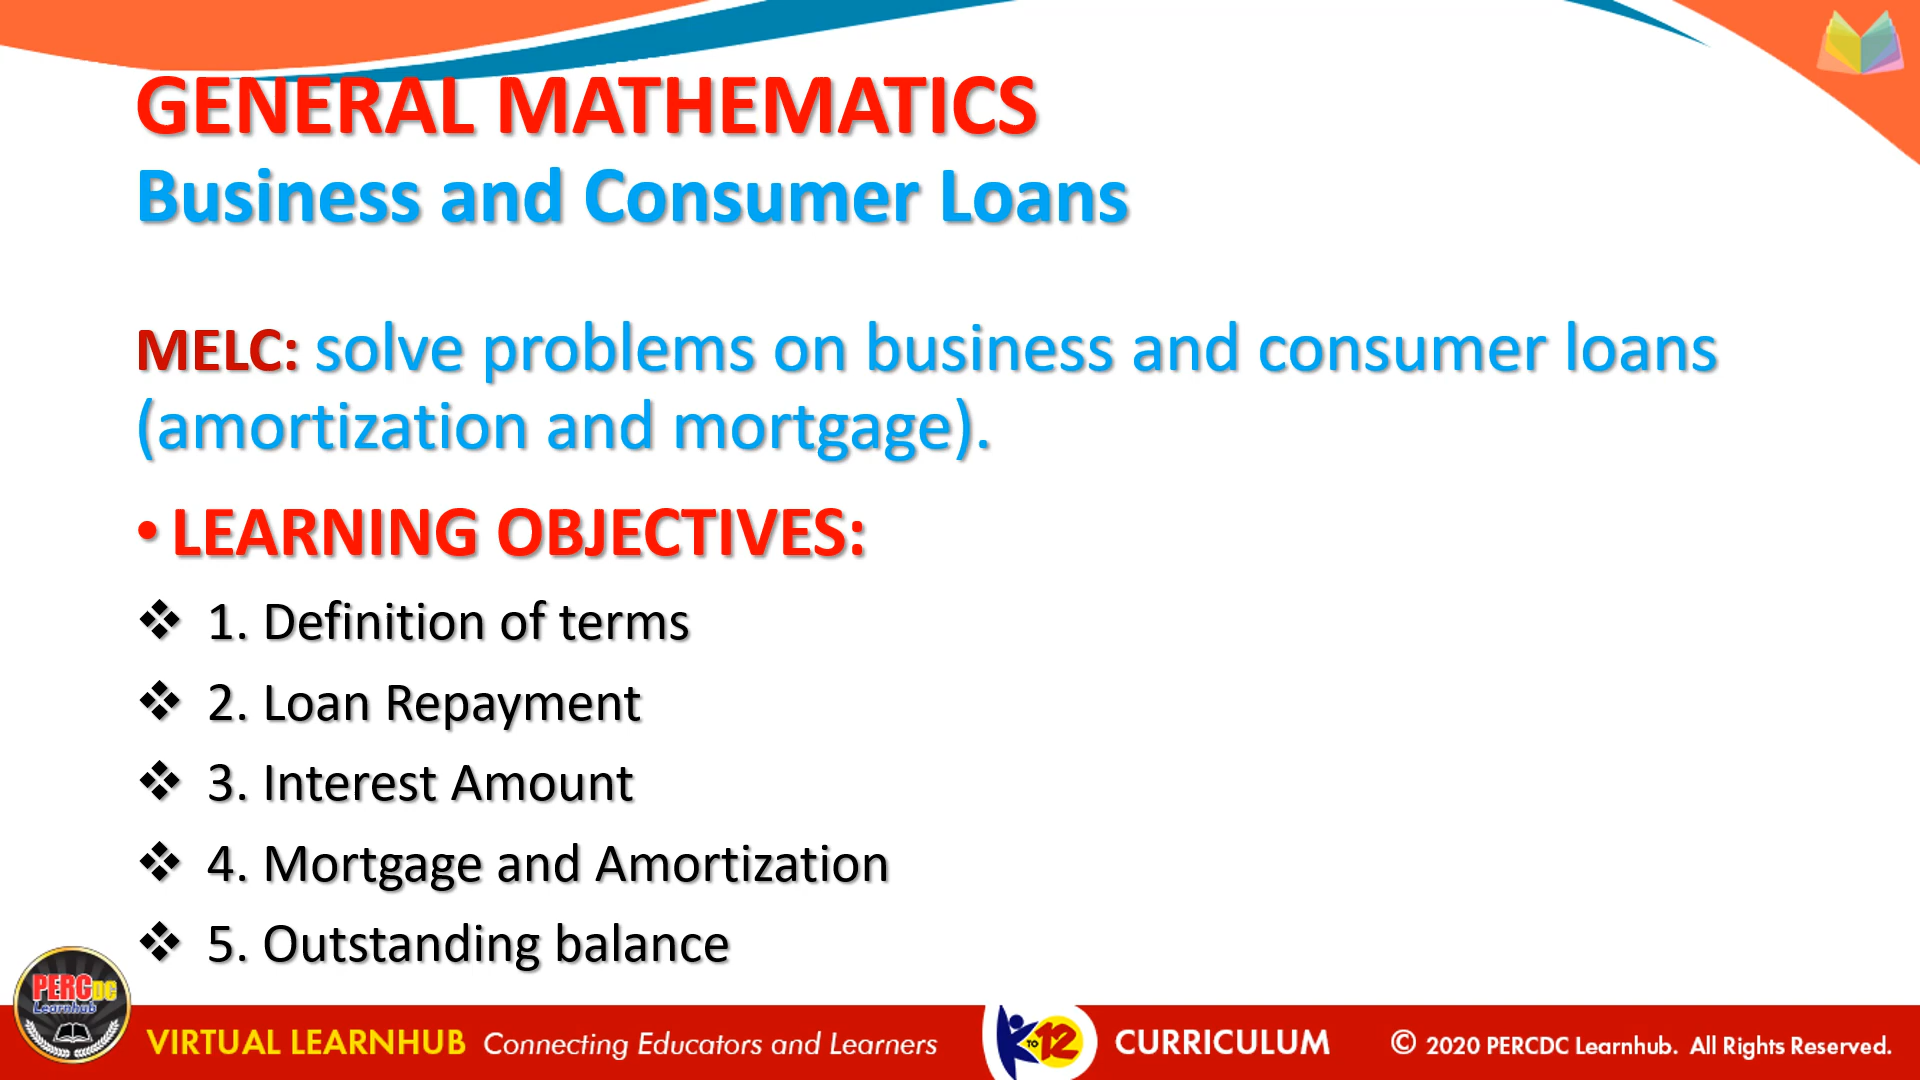 GENERAL MATHEMATICS
Business and Consumer Loans
MELC: solve problems on business and consumer loans
(amortization and mortgage).
• LEARNING OBJECTIVES:
❖ 1. Definition of terms
❖ 2. Loan Repayment
❖ 3. Interest Amount
❖ 4. Mortgage and Amortization
❖ 5. Outstanding balance
PERCDC
Learnhub
VIRTUAL LEARNHUB Connecting Educators and Learners
K TO 12 CURRICULUM
© 2020 PERCDC Learnhub. All Rights Reserved.